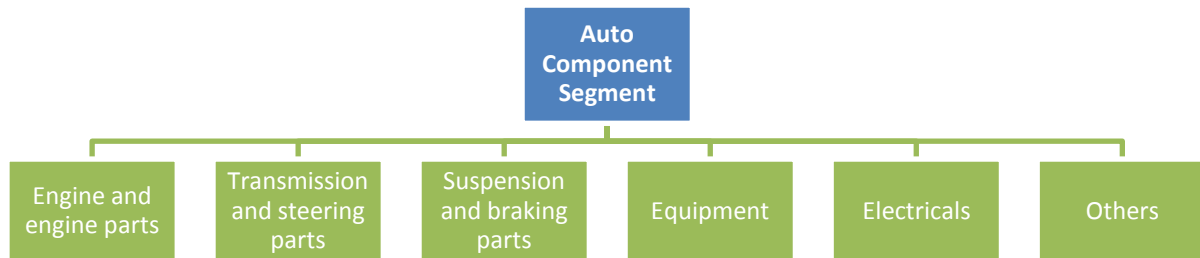 Auto
Component
Segment
Engine and
engine parts
Transmission
and steering
parts
Suspension
and braking
parts
Equipment
Electricals
Others